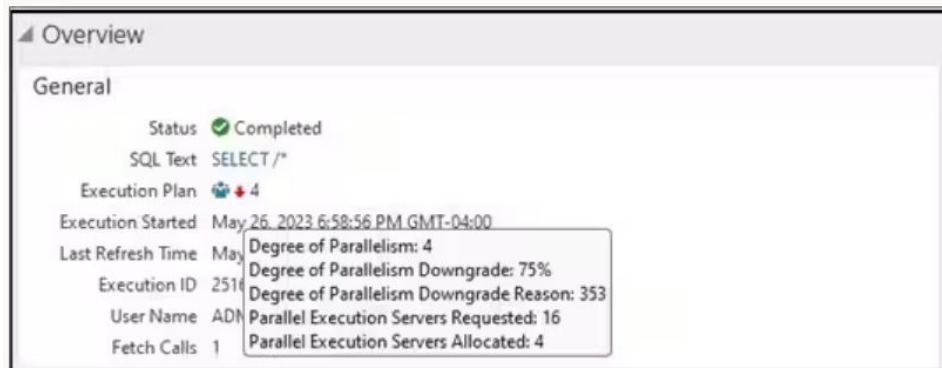 Overview
General
Status Completed
SQL Text SELECT /*
Execution Plan 4
Execution Started May 26, 2023 6:58:56 PM GMT-04:00
Last Refresh Time May
Execution ID 2516
User Name ADM
Fetch Calls 1
Degree of Parallelism: 4
Degree of Parallelism Downgrade: 75%
Degree of Parallelism Downgrade Reason: 353
Parallel Execution Servers Requested: 16
Parallel Execution Servers Allocated: 4